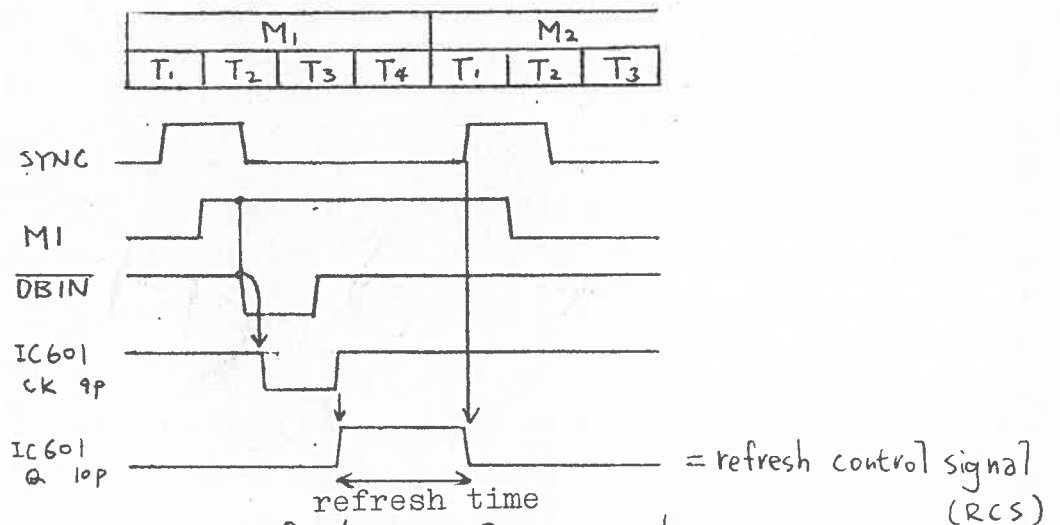 M1 M2
T1 T2 T3 T4 T1 T2 T3
SYNC
M1
DBIN
IC601
CK 9P
IC601
Q 10P
= refresh control signal
(RCS)
refresh time